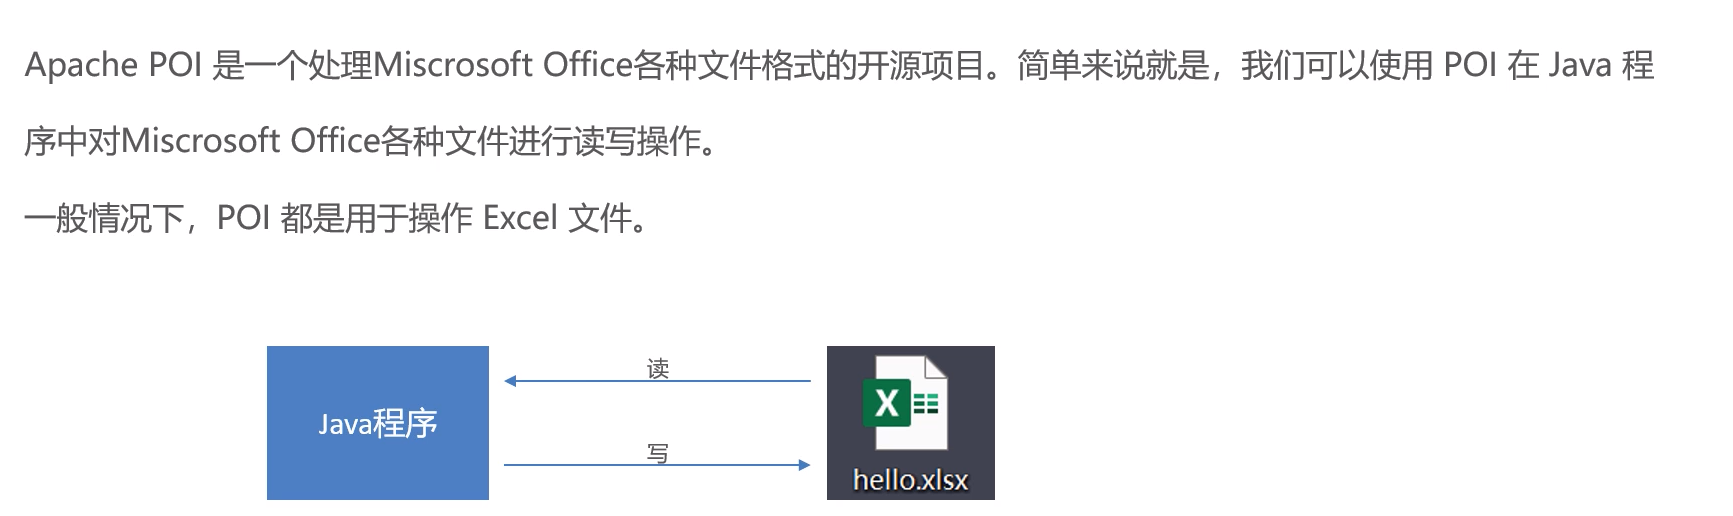 Apache POI 是一个处理Miscrosoft Office各种文件格式的开源项目。简单来说就是，我们可以使用 POI 在 Java 程
序中对Miscrosoft Office各种文件进行读写操作。
一般情况下，POI 都是用于操作 Excel 文件。
读
Java程序
X
写
hello.xlsx